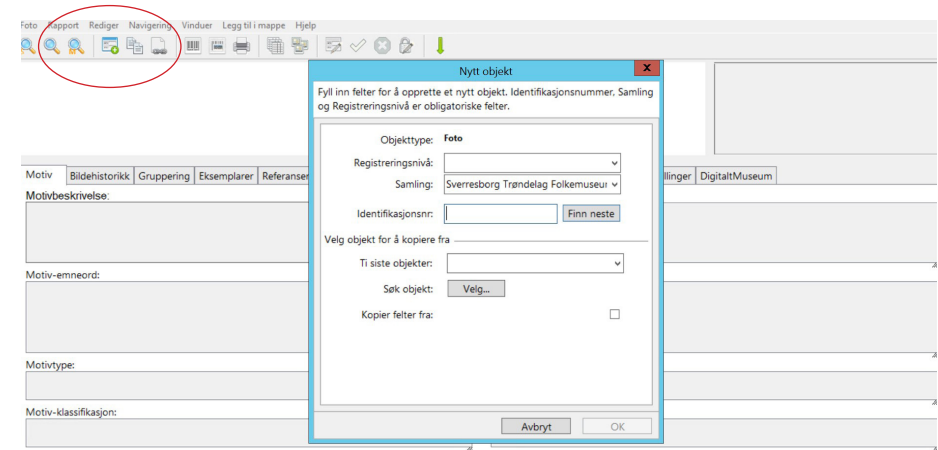 Foto Rapport Rediger Navigering Vinduer Legg til i mappe Hjelp
Nytt objekt
Fyll inn felter for å opprette et nytt objekt. Identifikasjonsnummer, Samling
og Registreringsnivå er obligatoriske felter.
Objekttype: Foto
Registreringsnivå:
Samling: Sverresborg Trøndelag Folkemuseur
Identifikasjonsnr: Finn neste
Velg objekt for å kopiere fra
Ti siste objekter:
Søk objekt: Velg...
Kopier felter fra:
Avbryt OK
Motiv Bildehistorikk Gruppering Eksemplarer Referanser llinger DigitaltMuseum
Motivbeskrivelse:
Motiv-emneord:
Motivtype:
Motiv-klassifikasjon: